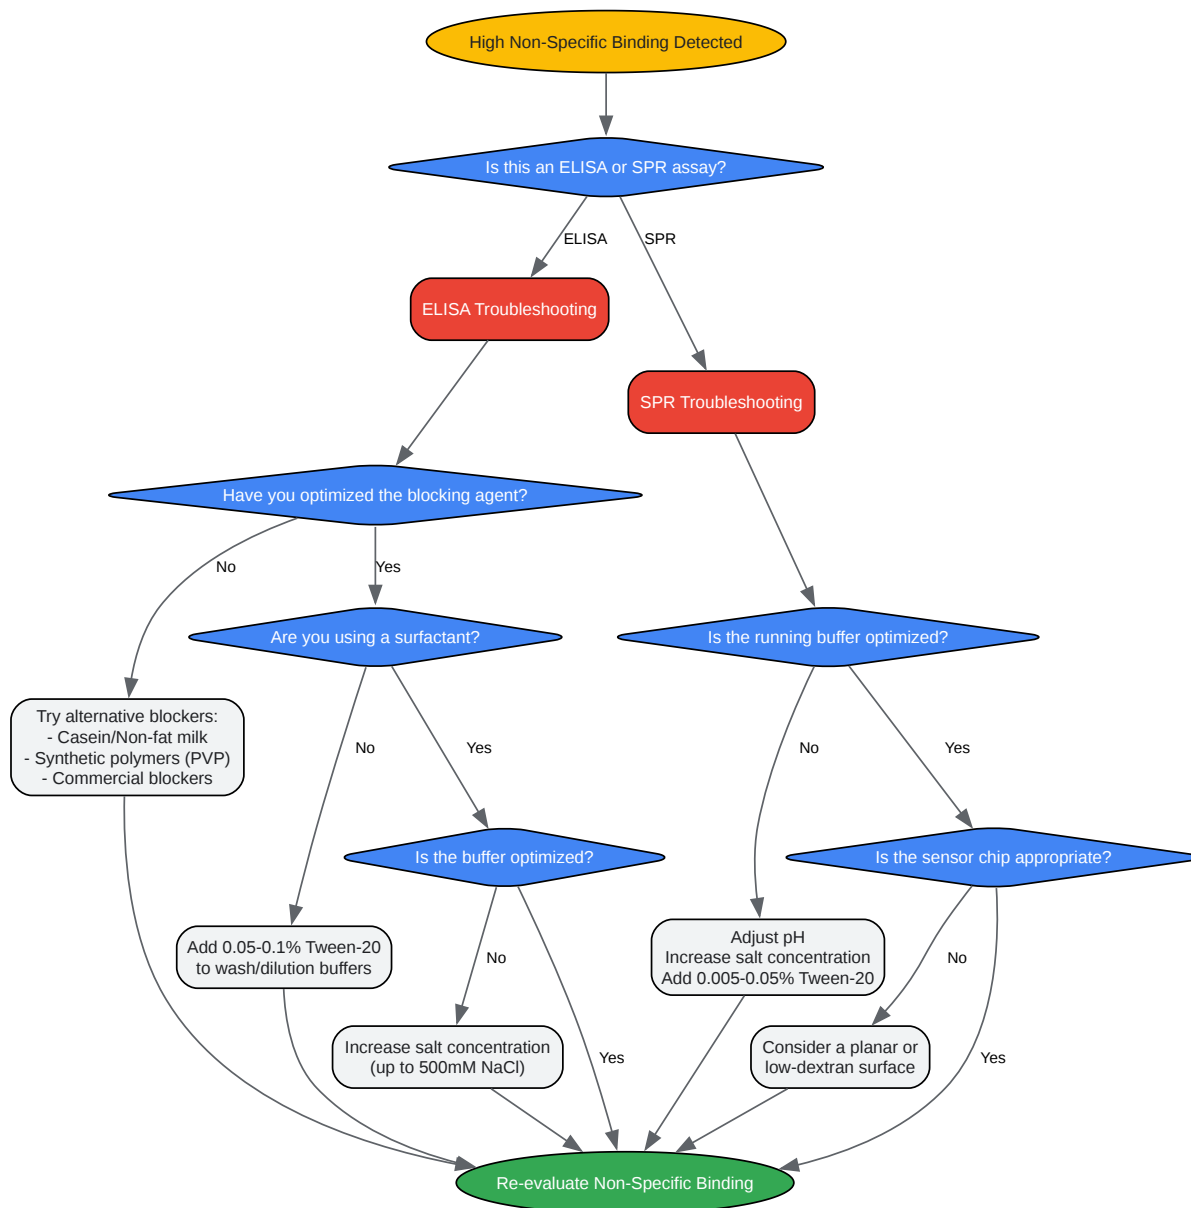 High Non-Specific Binding Detected
Is this an ELISA or SPR assay?
ELISA
SPR
ELISA Troubleshooting
SPR Troubleshooting
Have you optimized the blocking agent?
No
Yes
Are you using a surfactant?
Is the running buffer optimized?
Try alternative blockers:
- Casein/Non-fat milk
- Synthetic polymers (PVP)
- Commercial blockers
No
Yes
No
Yes
Is the buffer optimized?
Is the sensor chip appropriate?
Add 0.05-0.1% Tween-20
to wash/dilution buffers
No
Adjust pH
Increase salt concentration
Add 0.005-0.05% Tween-20
No
Increase salt concentration
(up to 500mM NaCl)
Yes
Consider a planar or
low-dextran surface
Yes
Re-evaluate Non-Specific Binding